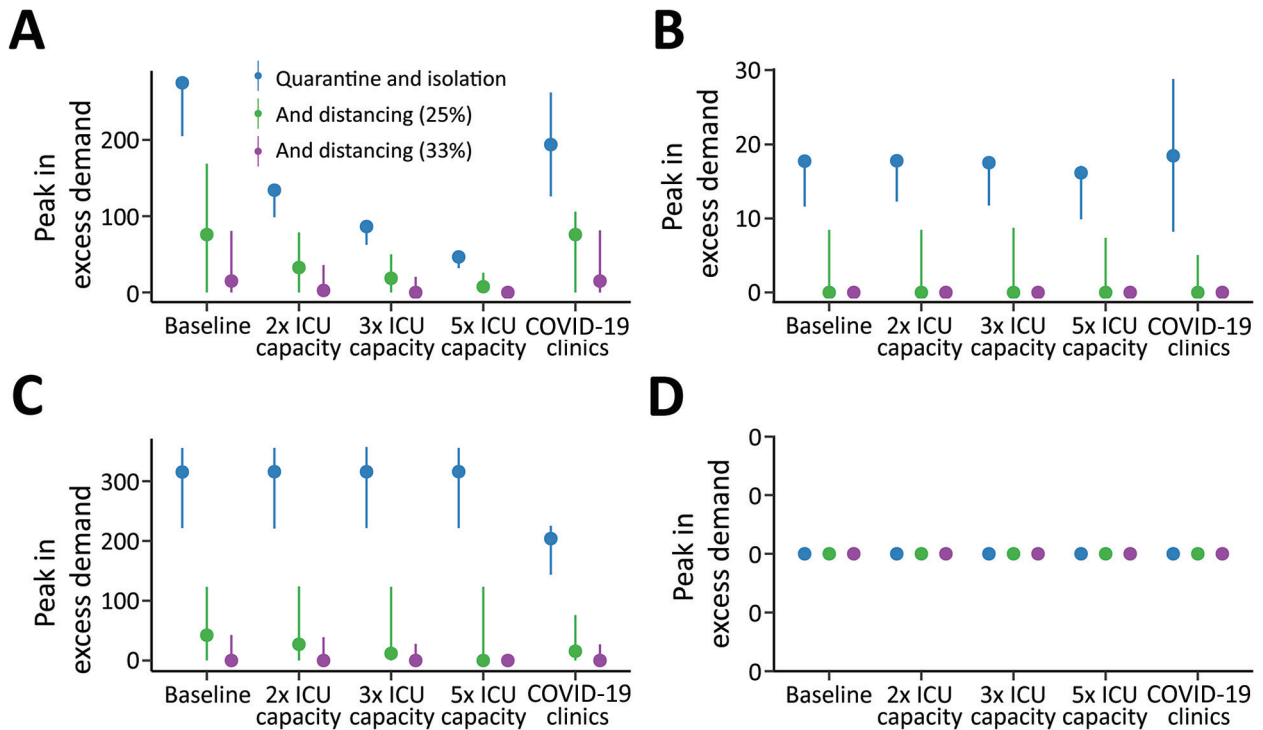 A
Peak in
excess demand
200
100
0
Quarantine and isolation
And distancing (25%)
And distancing (33%)
Baseline
2x ICU
capacity
3x ICU
capacity
5x ICU
capacity
COVID-19
clinics
B
Peak in
excess demand
30
20
10
0
Baseline
2x ICU
capacity
3x ICU
capacity
5x ICU
capacity
COVID-19
clinics
C
Peak in
excess demand
300
200
100
0
Baseline
2x ICU
capacity
3x ICU
capacity
5x ICU
capacity
COVID-19
clinics
D
Peak in
excess demand
0
0
0
0
0
Baseline
2x ICU
capacity
3x ICU
capacity
5x ICU
capacity
COVID-19
clinics